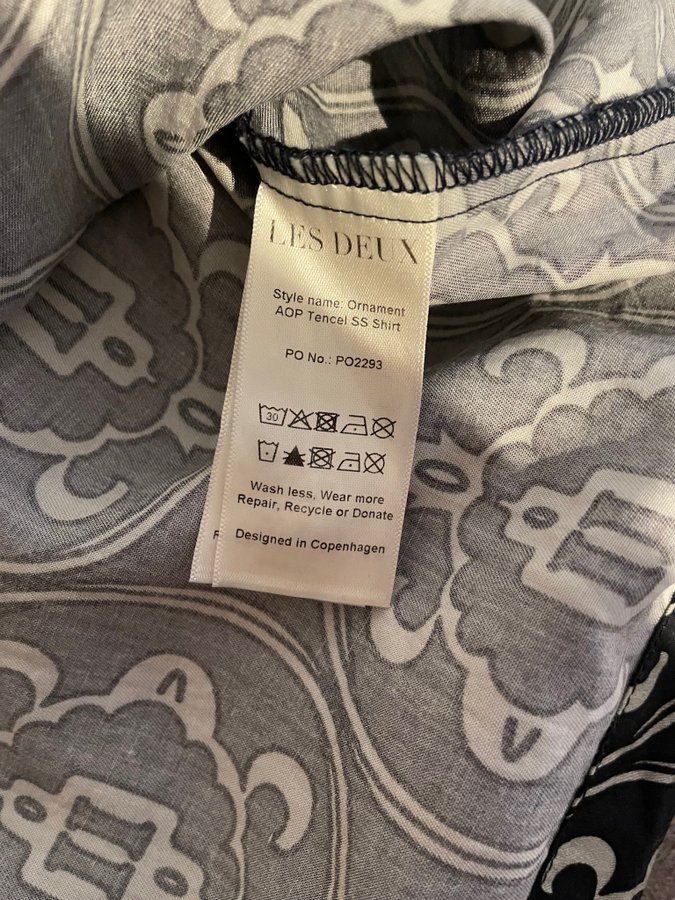 LES DEUX
Style name: Ornament
AOP Tencel SS Shirt
PO No.: PO2293
30
Wash less, Wear more
Repair, Recycle or Donate
Designed in Copenhagen